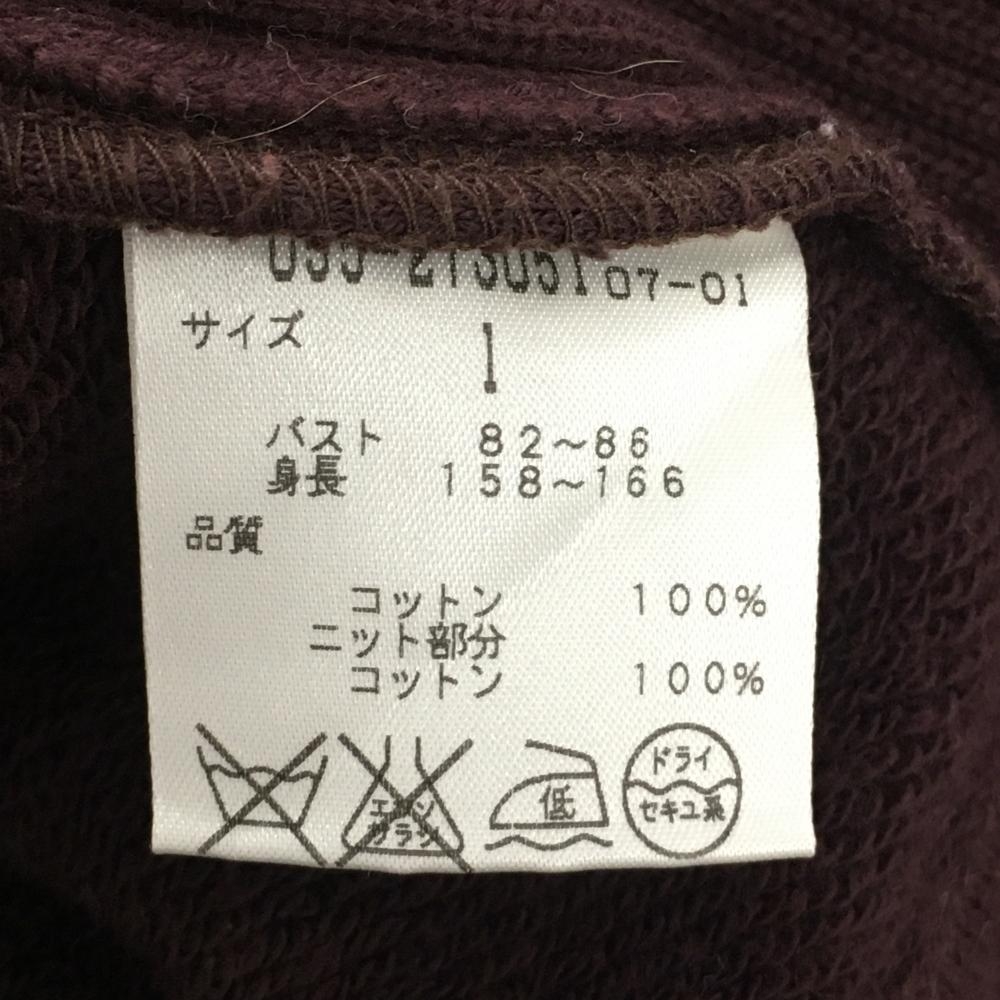 07-01
サイズ 1
バスト 82～86
身長 158～166
品質
コットン 100%
ニット部分
コットン 100%
エンソ
サラシ
低
ドライ
セキユ系